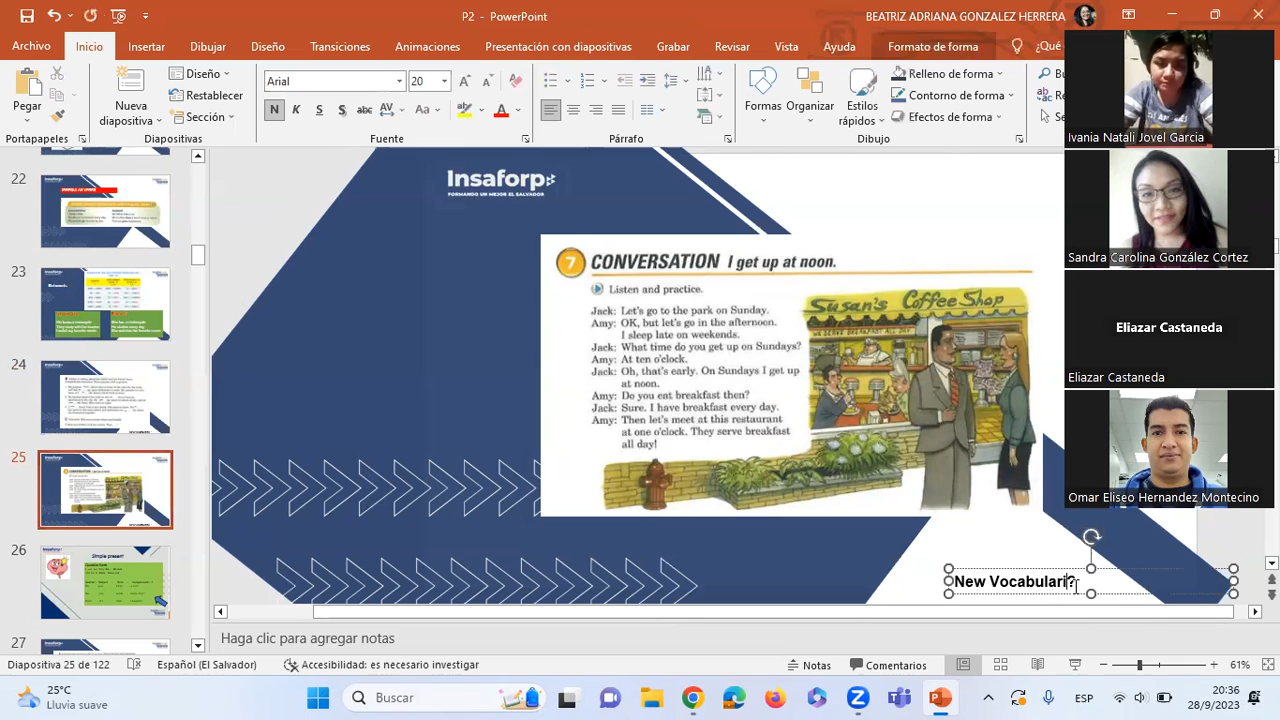 P2 - PowerPoint
BEATRIZ ADRIANA GONZALEZ HERRERA
Archivo Inicio Insertar Dibujar Diseño Transiciones Animaciones Presentación con diapositivas Grabar Revisar Vista Ayuda Formato de forma ¿Qué
Pegar
Nueva diapositiva
Diseño
Restablecer
Sección
Arial 20
N K S abc AV Aa A
Formas Organizar Estilos rápidos
Relleno de forma
Contorno de forma
Efectos de forma
Portapapeles Diapositivas Fuente Párrafo Dibujo
Ivania Natali Jovel Garcia
Sandra Carolina González Cortez
Eliazar Castaneda
Eliazar Castaneda
Omar Eliseo Hernandez Montecino
22
23
24
25
26
Simple present
27
Insaforp
FORMANDO UN MEJOR EL SALVADOR
7 CONVERSATION I get up at noon.
Listen and practice.
Jack: Let's go to the park on Sunday.
Amy: OK, but let's go in the afternoon.
I sleep late on weekends.
Jack: What time do you get up on Sundays?
Amy: At ten o'clock.
Jack: Oh, that's early. On Sundays I get up
at noon.
Amy: Do you eat breakfast then?
Jack: Sure. I have breakfast every day.
Amy: Then let's meet at this restaurant
at one o'clock. They serve breakfast
all day!
Coffee Shop
New Vocabulari?
Haga clic para agregar notas
Diapositiva 25 de 122 Español (El Salvador) Accesibilidad: es necesario investigar Notas Comentarios 61%
25°C
Lluvia suave
Buscar
ESP
20:36
28/9/2023